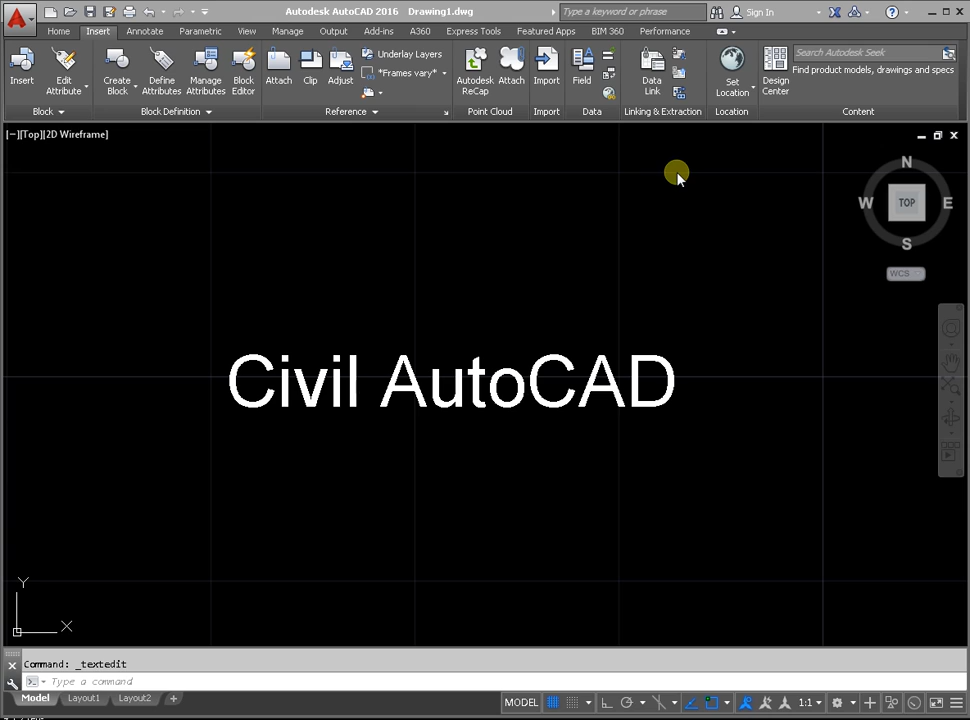 Autodesk AutoCAD 2016 Drawing1.dwg Type a keyword or phrase Sign In
Home Insert Annotate Parametric View Manage Output Add-ins A360 Express Tools Featured Apps BIM 360 Performance
Insert Edit Attribute Create Block Define Attributes Manage Attributes Block Editor Attach Clip Adjust Underlay Layers *Frames vary* Autodesk ReCap Attach Import Field Data Link Set Location Design Center Search Autodesk Seek Find product models, drawings and specs
Block Block Definition Reference Point Cloud Import Data Linking & Extraction Location Content
[−][Top][2D Wireframe]
N
W TOP E
S
WCS
Civil AutoCAD
Y
X
Command: _textedit
Type a command
Model Layout1 Layout2 + MODEL 1:1